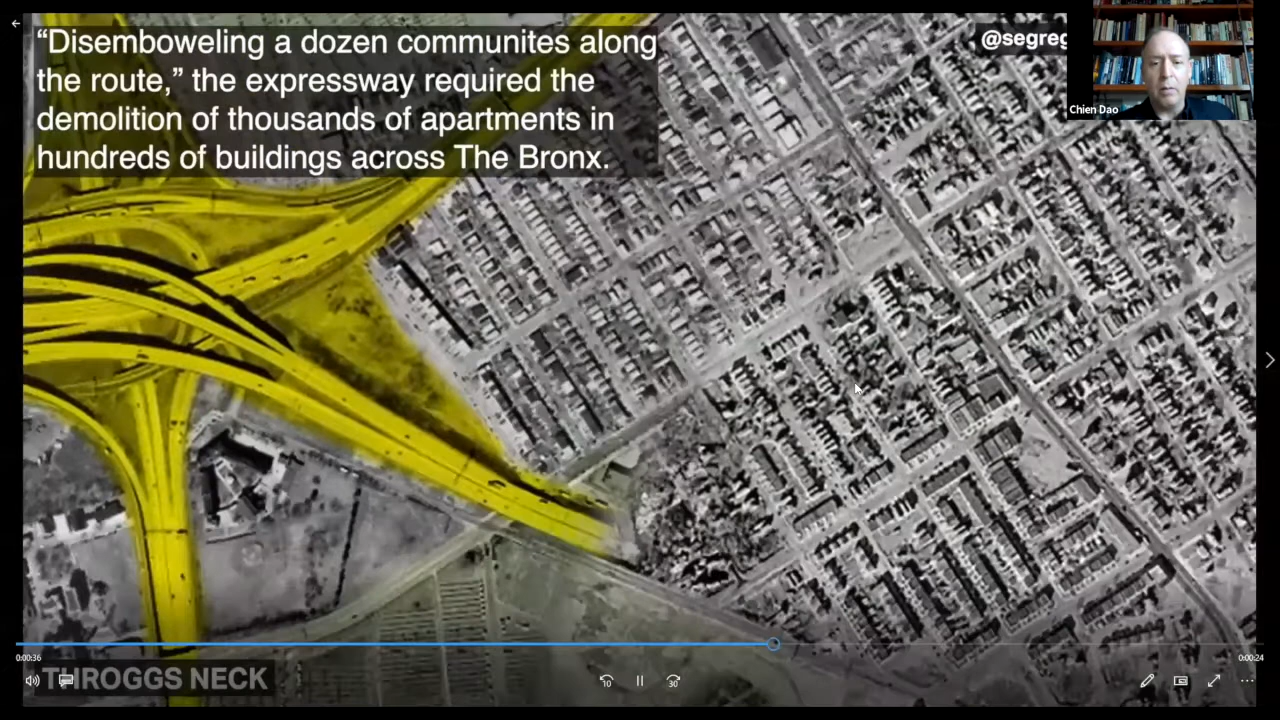 “Disemboweling a dozen communites along
the route,” the expressway required the
demolition of thousands of apartments in
hundreds of buildings across The Bronx.
@segreg
Chien Dao
0:00:36
0:00:24
THROGGS NECK
10
30